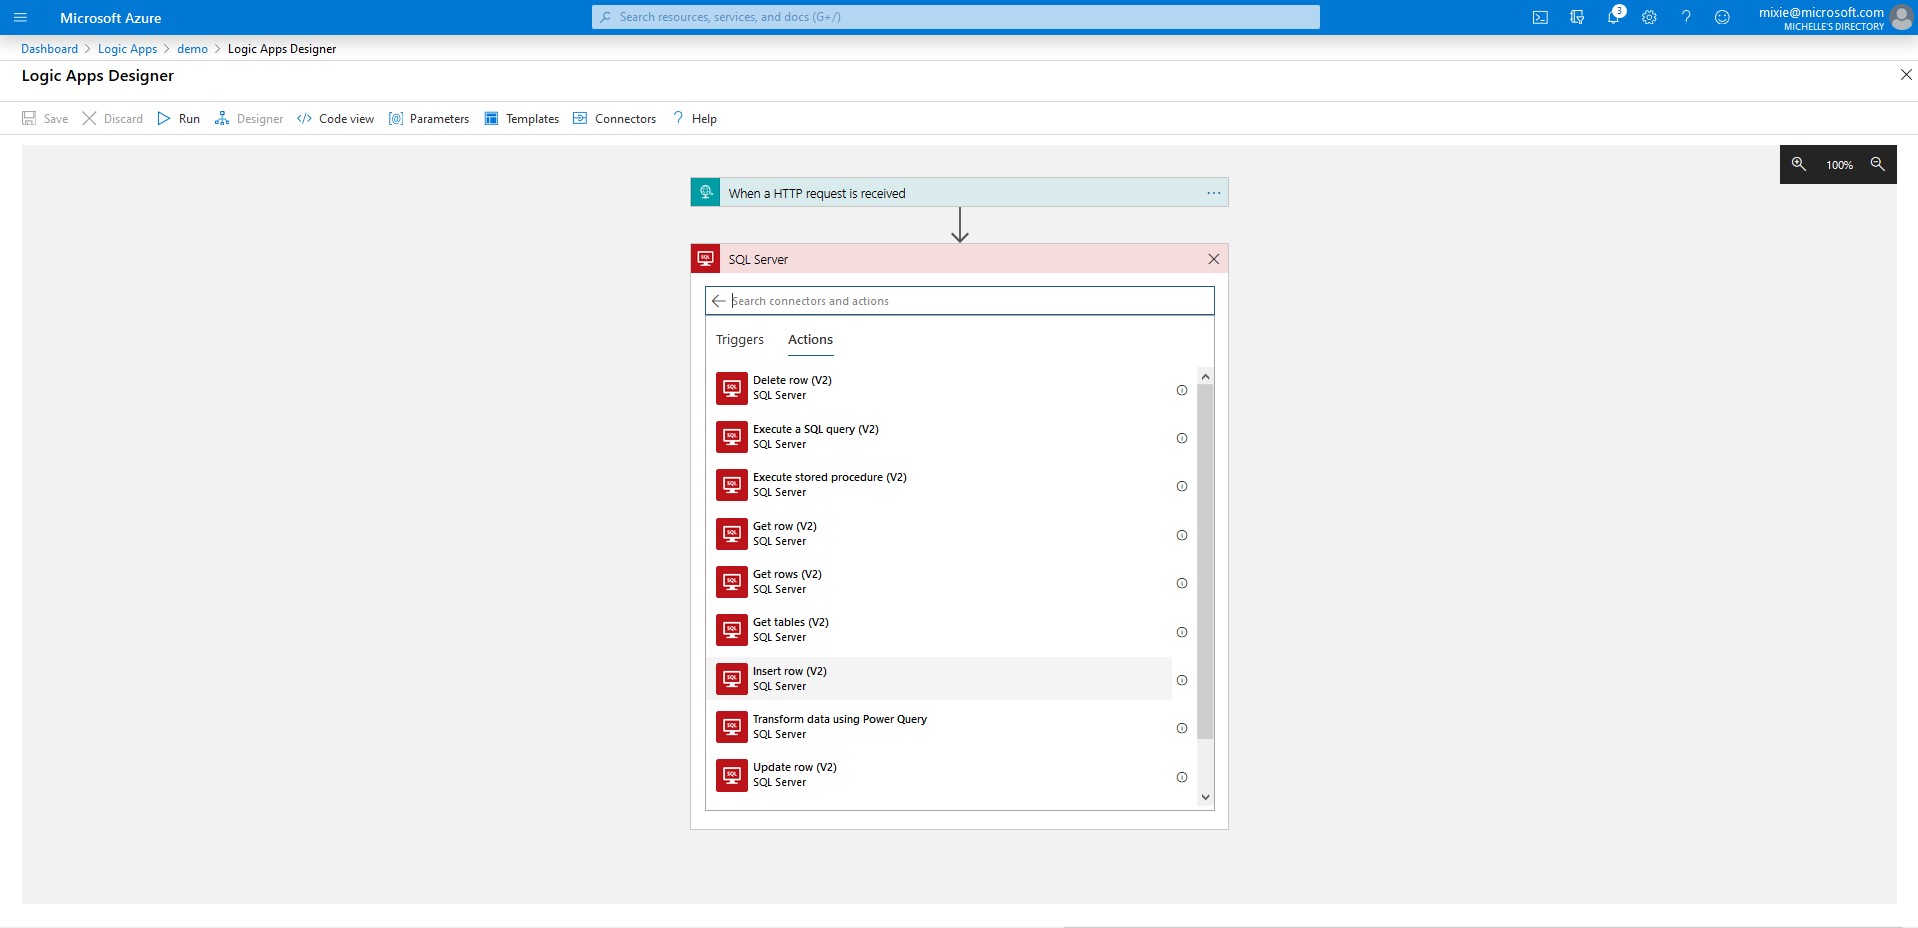 Microsoft Azure
Search resources, services, and docs (G+/)
3
mixie@microsoft.com
MICHELLE'S DIRECTORY
Dashboard > Logic Apps > demo > Logic Apps Designer
Logic Apps Designer
Save Discard Run Designer Code view Parameters Templates Connectors Help
100%
When a HTTP request is received
SQL Server
Search connectors and actions
Triggers Actions
Delete row (V2)
SQL Server
Execute a SQL query (V2)
SQL Server
Execute stored procedure (V2)
SQL Server
Get row (V2)
SQL Server
Get rows (V2)
SQL Server
Get tables (V2)
SQL Server
Insert row (V2)
SQL Server
Transform data using Power Query
SQL Server
Update row (V2)
SQL Server